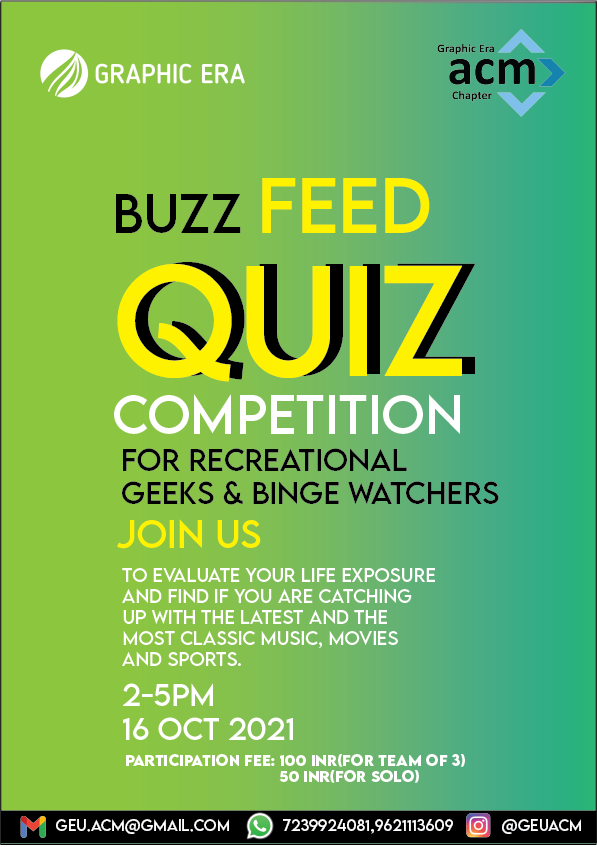 GRAPHIC ERA
Graphic Era
acm
Chapter
BUZZ FEED
QUIZ
COMPETITION
FOR RECREATIONAL
GEEKS & BINGE WATCHERS
JOIN US
TO EVALUATE YOUR LIFE EXPOSURE
AND FIND IF YOU ARE CATCHING
UP WITH THE LATEST AND THE
MOST CLASSIC MUSIC, MOVIES
AND SPORTS.
2-5PM
16 OCT 2021
PARTICIPATION FEE: 100 INR(FOR TEAM OF 3)
50 INR(FOR SOLO)
GEU.ACM@GMAIL.COM 7239924081,9621113609 @GEUACM